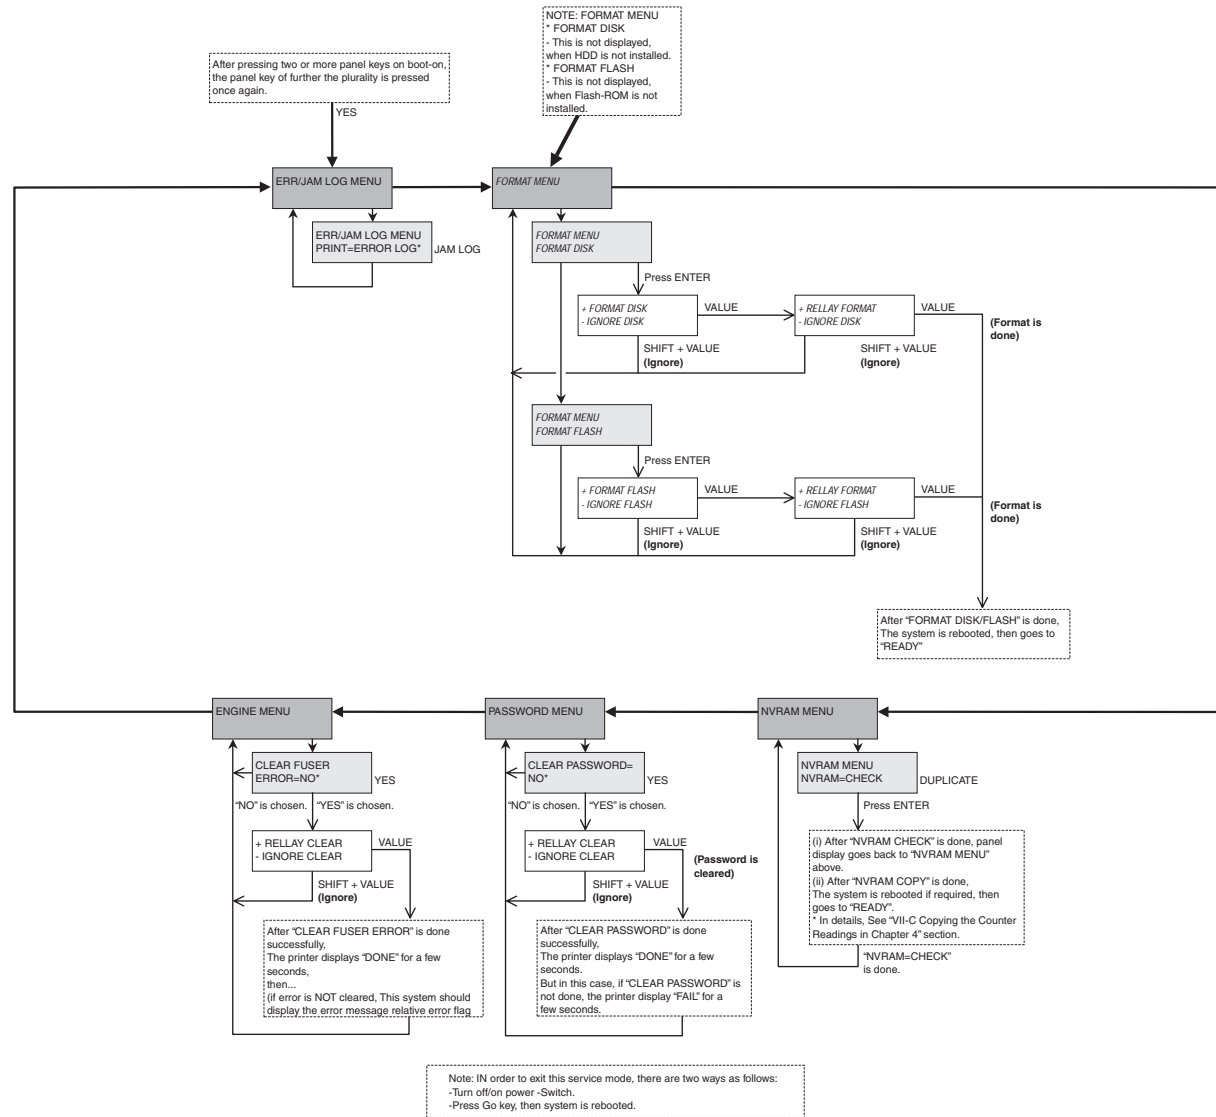 NOTE: FORMAT MENU
* FORMAT DISK
- This is not displayed,
when HDD is not installed.
* FORMAT FLASH
- This is not displayed,
when Flash-ROM is not
installed.
After pressing two or more panel keys on boot-on,
the panel key of further the plurality is pressed
once again.
YES
ERR/JAM LOG MENU
FORMAT MENU
ERR/JAM LOG MENU
PRINT=ERROR LOG*
JAM LOG
FORMAT MENU
FORMAT DISK
Press ENTER
+ FORMAT DISK
- IGNORE DISK
VALUE
+ RELLAY FORMAT
- IGNORE DISK
VALUE
(Format is
done)
SHIFT + VALUE
(Ignore)
SHIFT + VALUE
(Ignore)
FORMAT MENU
FORMAT FLASH
Press ENTER
+ FORMAT FLASH
- IGNORE FLASH
VALUE
+ RELLAY FORMAT
- IGNORE FLASH
VALUE
(Format is
done)
SHIFT + VALUE
(Ignore)
SHIFT + VALUE
(Ignore)
After “FORMAT DISK/FLASH” is done,
The system is rebooted, then goes to
“READY”
ENGINE MENU
PASSWORD MENU
NVRAM MENU
CLEAR FUSER
ERROR=NO*
YES
“NO” is chosen.
“YES” is chosen.
+ RELLAY CLEAR
- IGNORE CLEAR
VALUE
SHIFT + VALUE
(Ignore)
After “CLEAR FUSER ERROR” is done
successfully,
The printer displays “DONE” for a few
seconds,
then...
(if error is NOT cleared, This system should
display the error message relative error flag
CLEAR PASSWORD=
NO*
YES
“NO” is chosen.
“YES” is chosen.
+ RELLAY CLEAR
- IGNORE CLEAR
VALUE
(Password is
cleared)
SHIFT + VALUE
(Ignore)
After “CLEAR PASSWORD” is done
successfully,
The printer displays “DONE” for a few
seconds.
But in this case, if “CLEAR PASSWORD” is
not done, the printer display “FAIL” for a
few seconds.
NVRAM MENU
NVRAM=CHECK
DUPLICATE
Press ENTER
(i) After “NVRAM CHECK” is done, panel
display goes back to “NVRAM MENU”
above.
(ii) After “NVRAM COPY” is done,
The system is rebooted if required, then
goes to “READY”.
* In details, See “VII-C Copying the Counter
Readings in Chapter 4” section.
“NVRAM=CHECK”
is done.
Note: IN order to exit this service mode, there are two ways as follows:
-Turn off/on power -Switch.
-Press Go key, then system is rebooted.